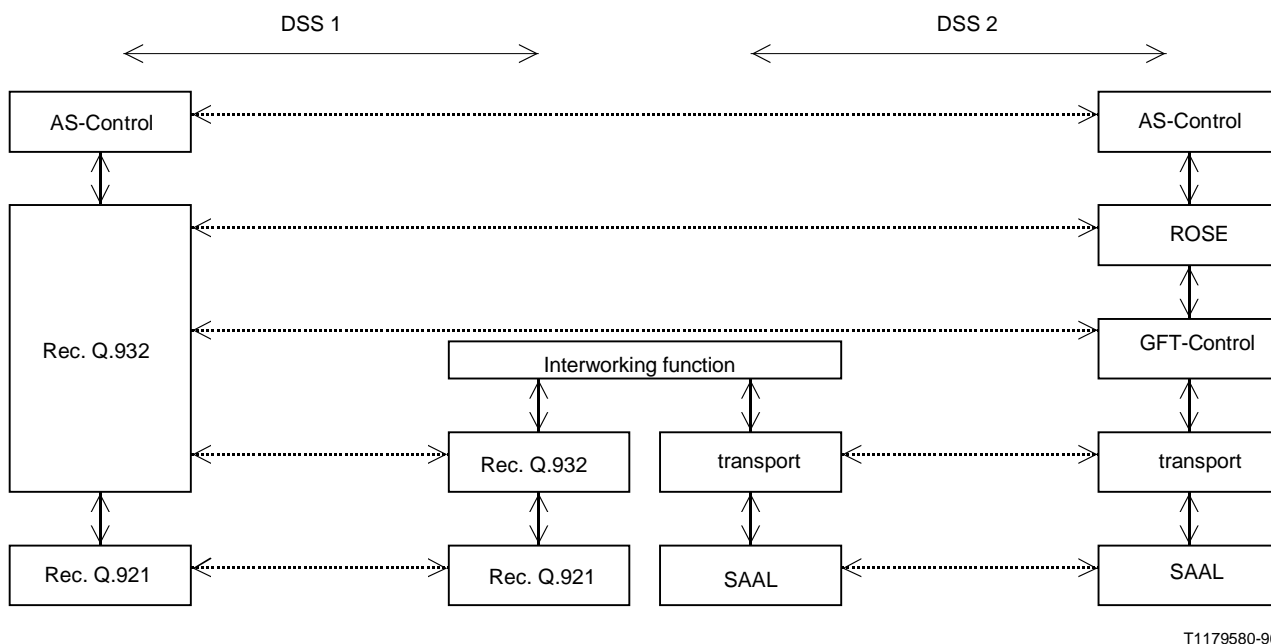 DSS 1 DSS 2
AS-Control AS-Control
ROSE
Rec. Q.932 GFT-Control
Interworking function
Rec. Q.932 transport transport
Rec. Q.921 Rec. Q.921 SAAL SAAL